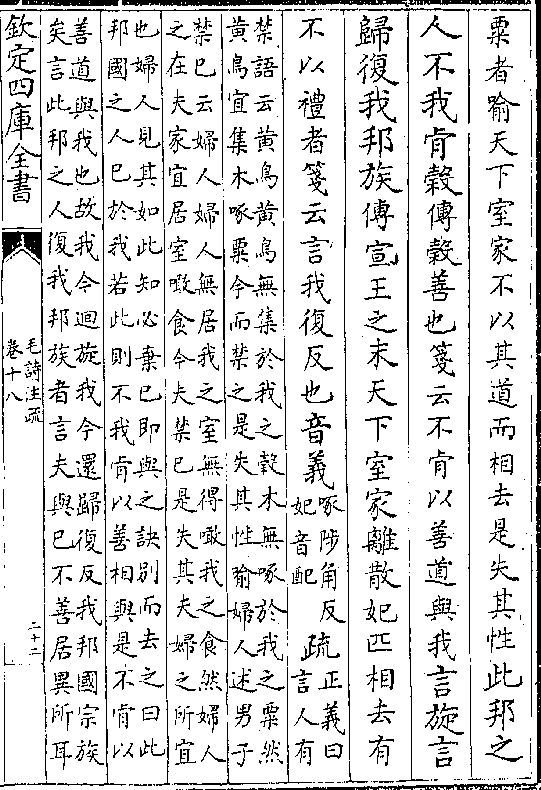 粟者喻天下室家不以其道而相去是失其性此邦之
人不我肯穀傳穀善也箋云不肯以善道與我言旋言
歸復我邦族傳宣王之末天下室家離散妃匹相去有
不以禮者箋云言我復反也音義
啄陟角反
妃音配
疏
正義曰
言人有
禁語云黄鳥黄鳥無集於我之榖木無啄於我之粟然
黄鳥宜集木啄粟今而禁之是失其性喻婦人述男子
禁已云婦人婦人無居我之室無得噉我之食然婦人
之在夫家宜居室噉食今夫禁已是失其夫婦之所宜
也婦人見其如此知必棄已即與之訣别而去之曰此
邦國之人已於我若此則不我肯以善相與是不肯以
善道與我也故我今迴旋我今還歸復反我邦國宗族
矣言此邦之人復我邦族者言夫與已不善居異所耳
欽定四庫全書
毛詩注疏
卷十八
二十二